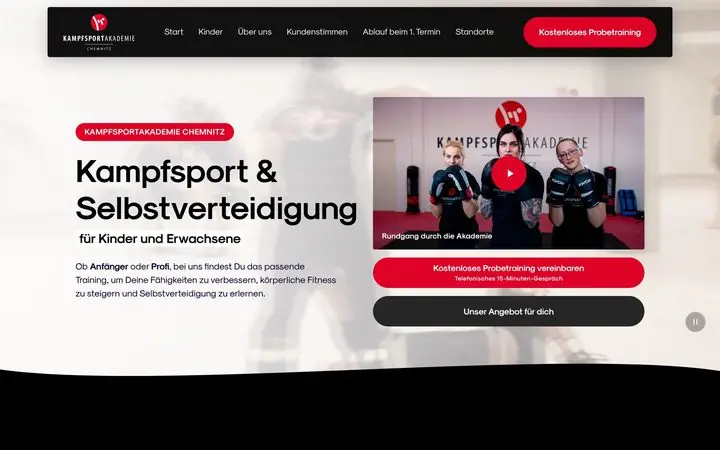 KAMPFSPORTAKADEMIE
CHEMNITZ
Start
Kinder
Über uns
Kundenstimmen
Ablauf beim 1. Termin
Standorte
Kostenloses Probetraining
KAMPFSPORTAKADEMIE CHEMNITZ
Kampfsport &
Selbstverteidigung
für Kinder und Erwachsene
Ob Anfänger oder Profi, bei uns findest Du das passende
Training, um Deine Fähigkeiten zu verbessern, körperliche Fitness
zu steigern und Selbstverteidigung zu erlernen.
Rundgang durch die Akademie
Kostenloses Probetraining vereinbaren
Telefonisches 15-Minuten-Gespräch
Unser Angebot für dich